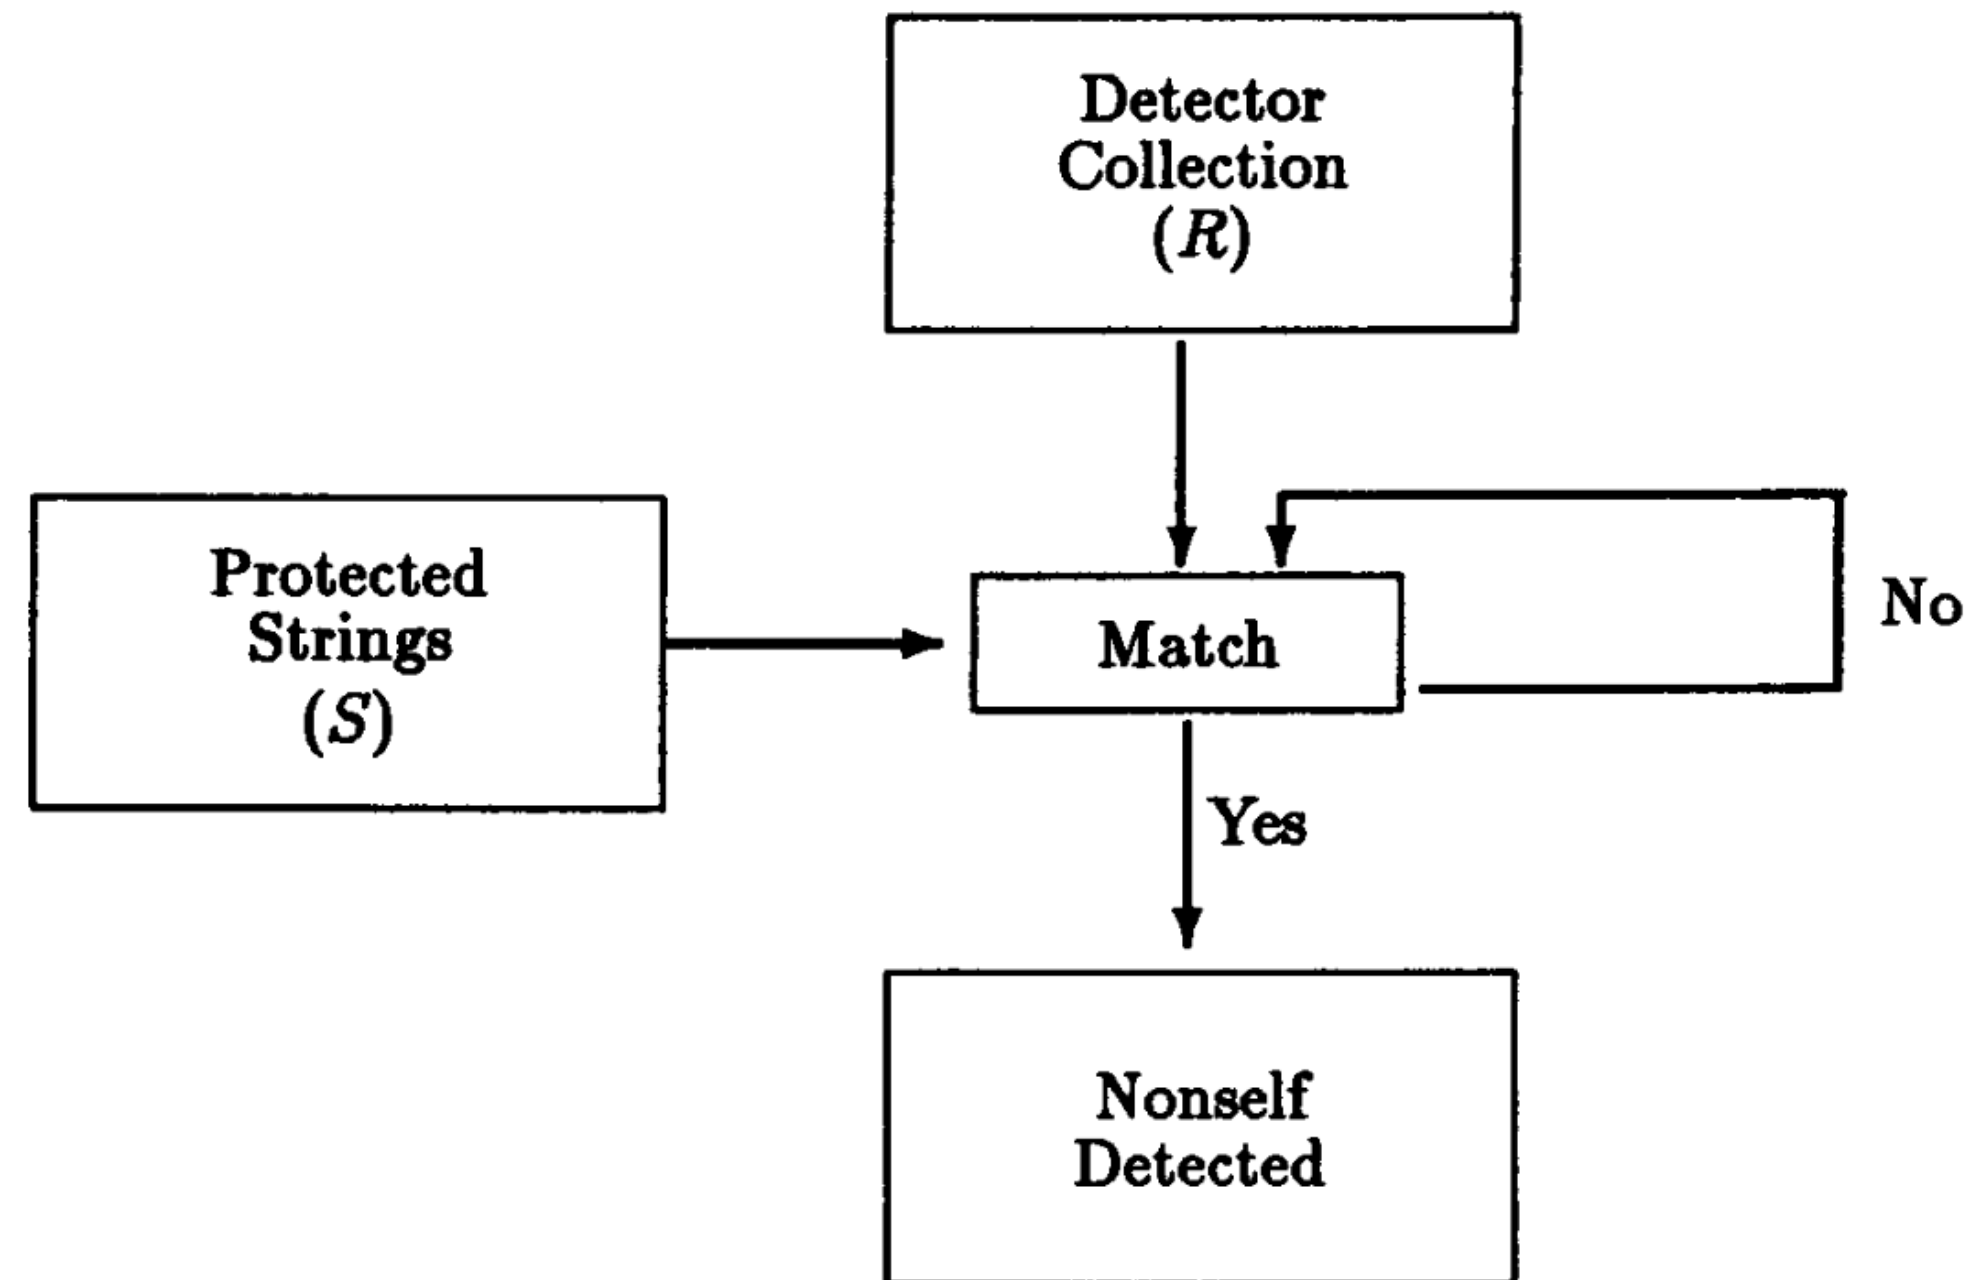 Detector
Collection
(R)
Protected
Strings
(S)
Match
No
Yes
Nonself
Detected